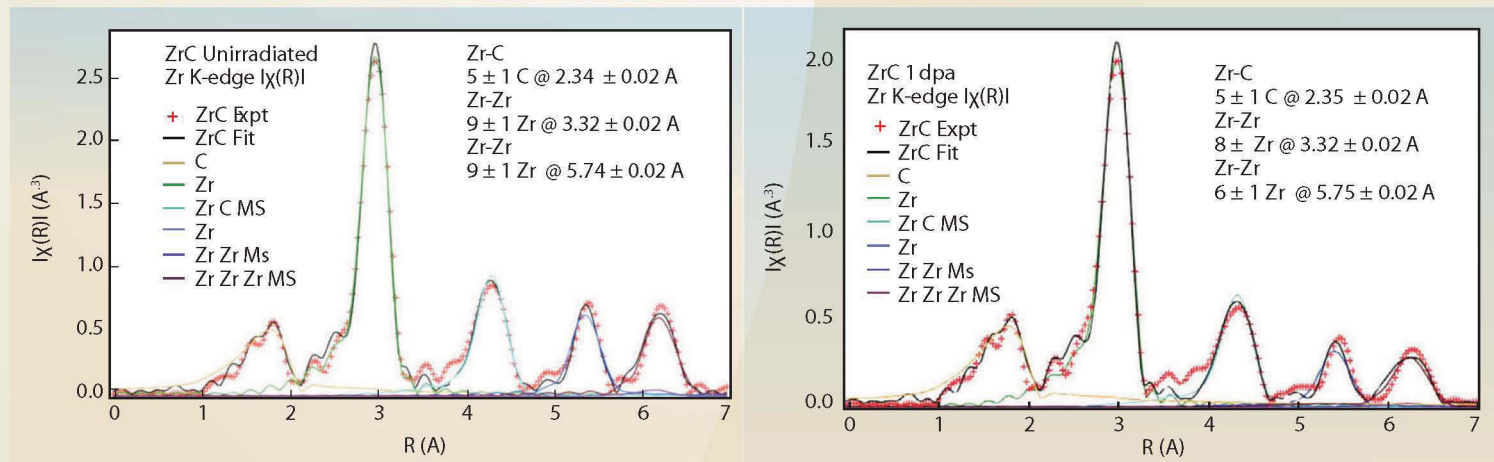 ZrC Unirradiated
Zr K-edge Iχ(R)I
ZrC Expt
ZrC Fit
C
Zr
Zr C MS
Zr
Zr Zr Ms
Zr Zr Zr MS
Zr-C
5 ± 1 C @ 2.34 ± 0.02 A
Zr-Zr
9 ± 1 Zr @ 3.32 ± 0.02 A
Zr-Zr
9 ± 1 Zr @ 5.74 ± 0.02 A
Iχ(R)I (A⁻³)
2.5
2.0
1.5
1.0
0.5
0.0
0 1 2 3 4 5 6 7
R (A)
ZrC 1 dpa
Zr K-edge Iχ(R)I
ZrC Expt
ZrC Fit
C
Zr
Zr C MS
Zr
Zr Zr Ms
Zr Zr Zr MS
Zr-C
5 ± 1 C @ 2.35 ± 0.02 A
Zr-Zr
8 ± Zr @ 3.32 ± 0.02 A
Zr-Zr
6 ± 1 Zr @ 5.75 ± 0.02 A
Iχ(R)I (A⁻³)
2.0
1.5
1.0
0.5
0.0
0 1 2 3 4 5 6 7
R (A)